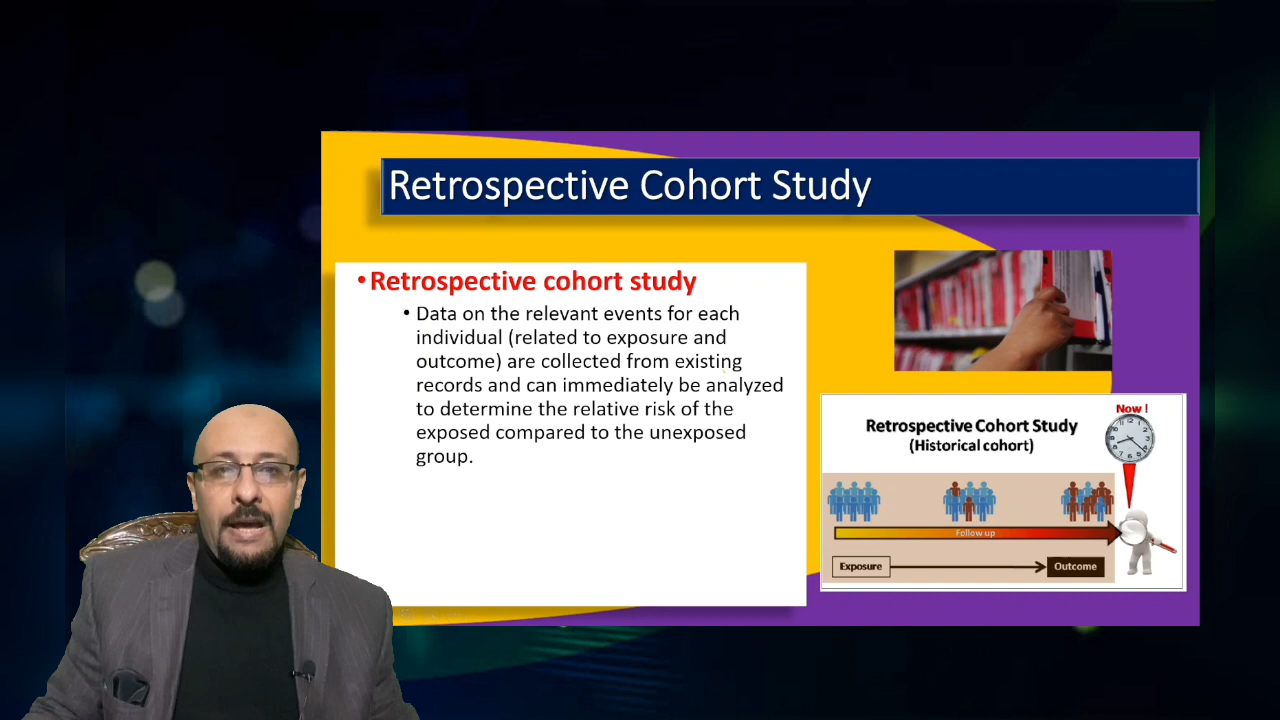 Retrospective Cohort Study
•Retrospective cohort study
• Data on the relevant events for each
individual (related to exposure and
outcome) are collected from existing
records and can immediately be analyzed
to determine the relative risk of the
exposed compared to the unexposed
group.
Now !
Retrospective Cohort Study
(Historical cohort)
Follow up
Exposure
Outcome